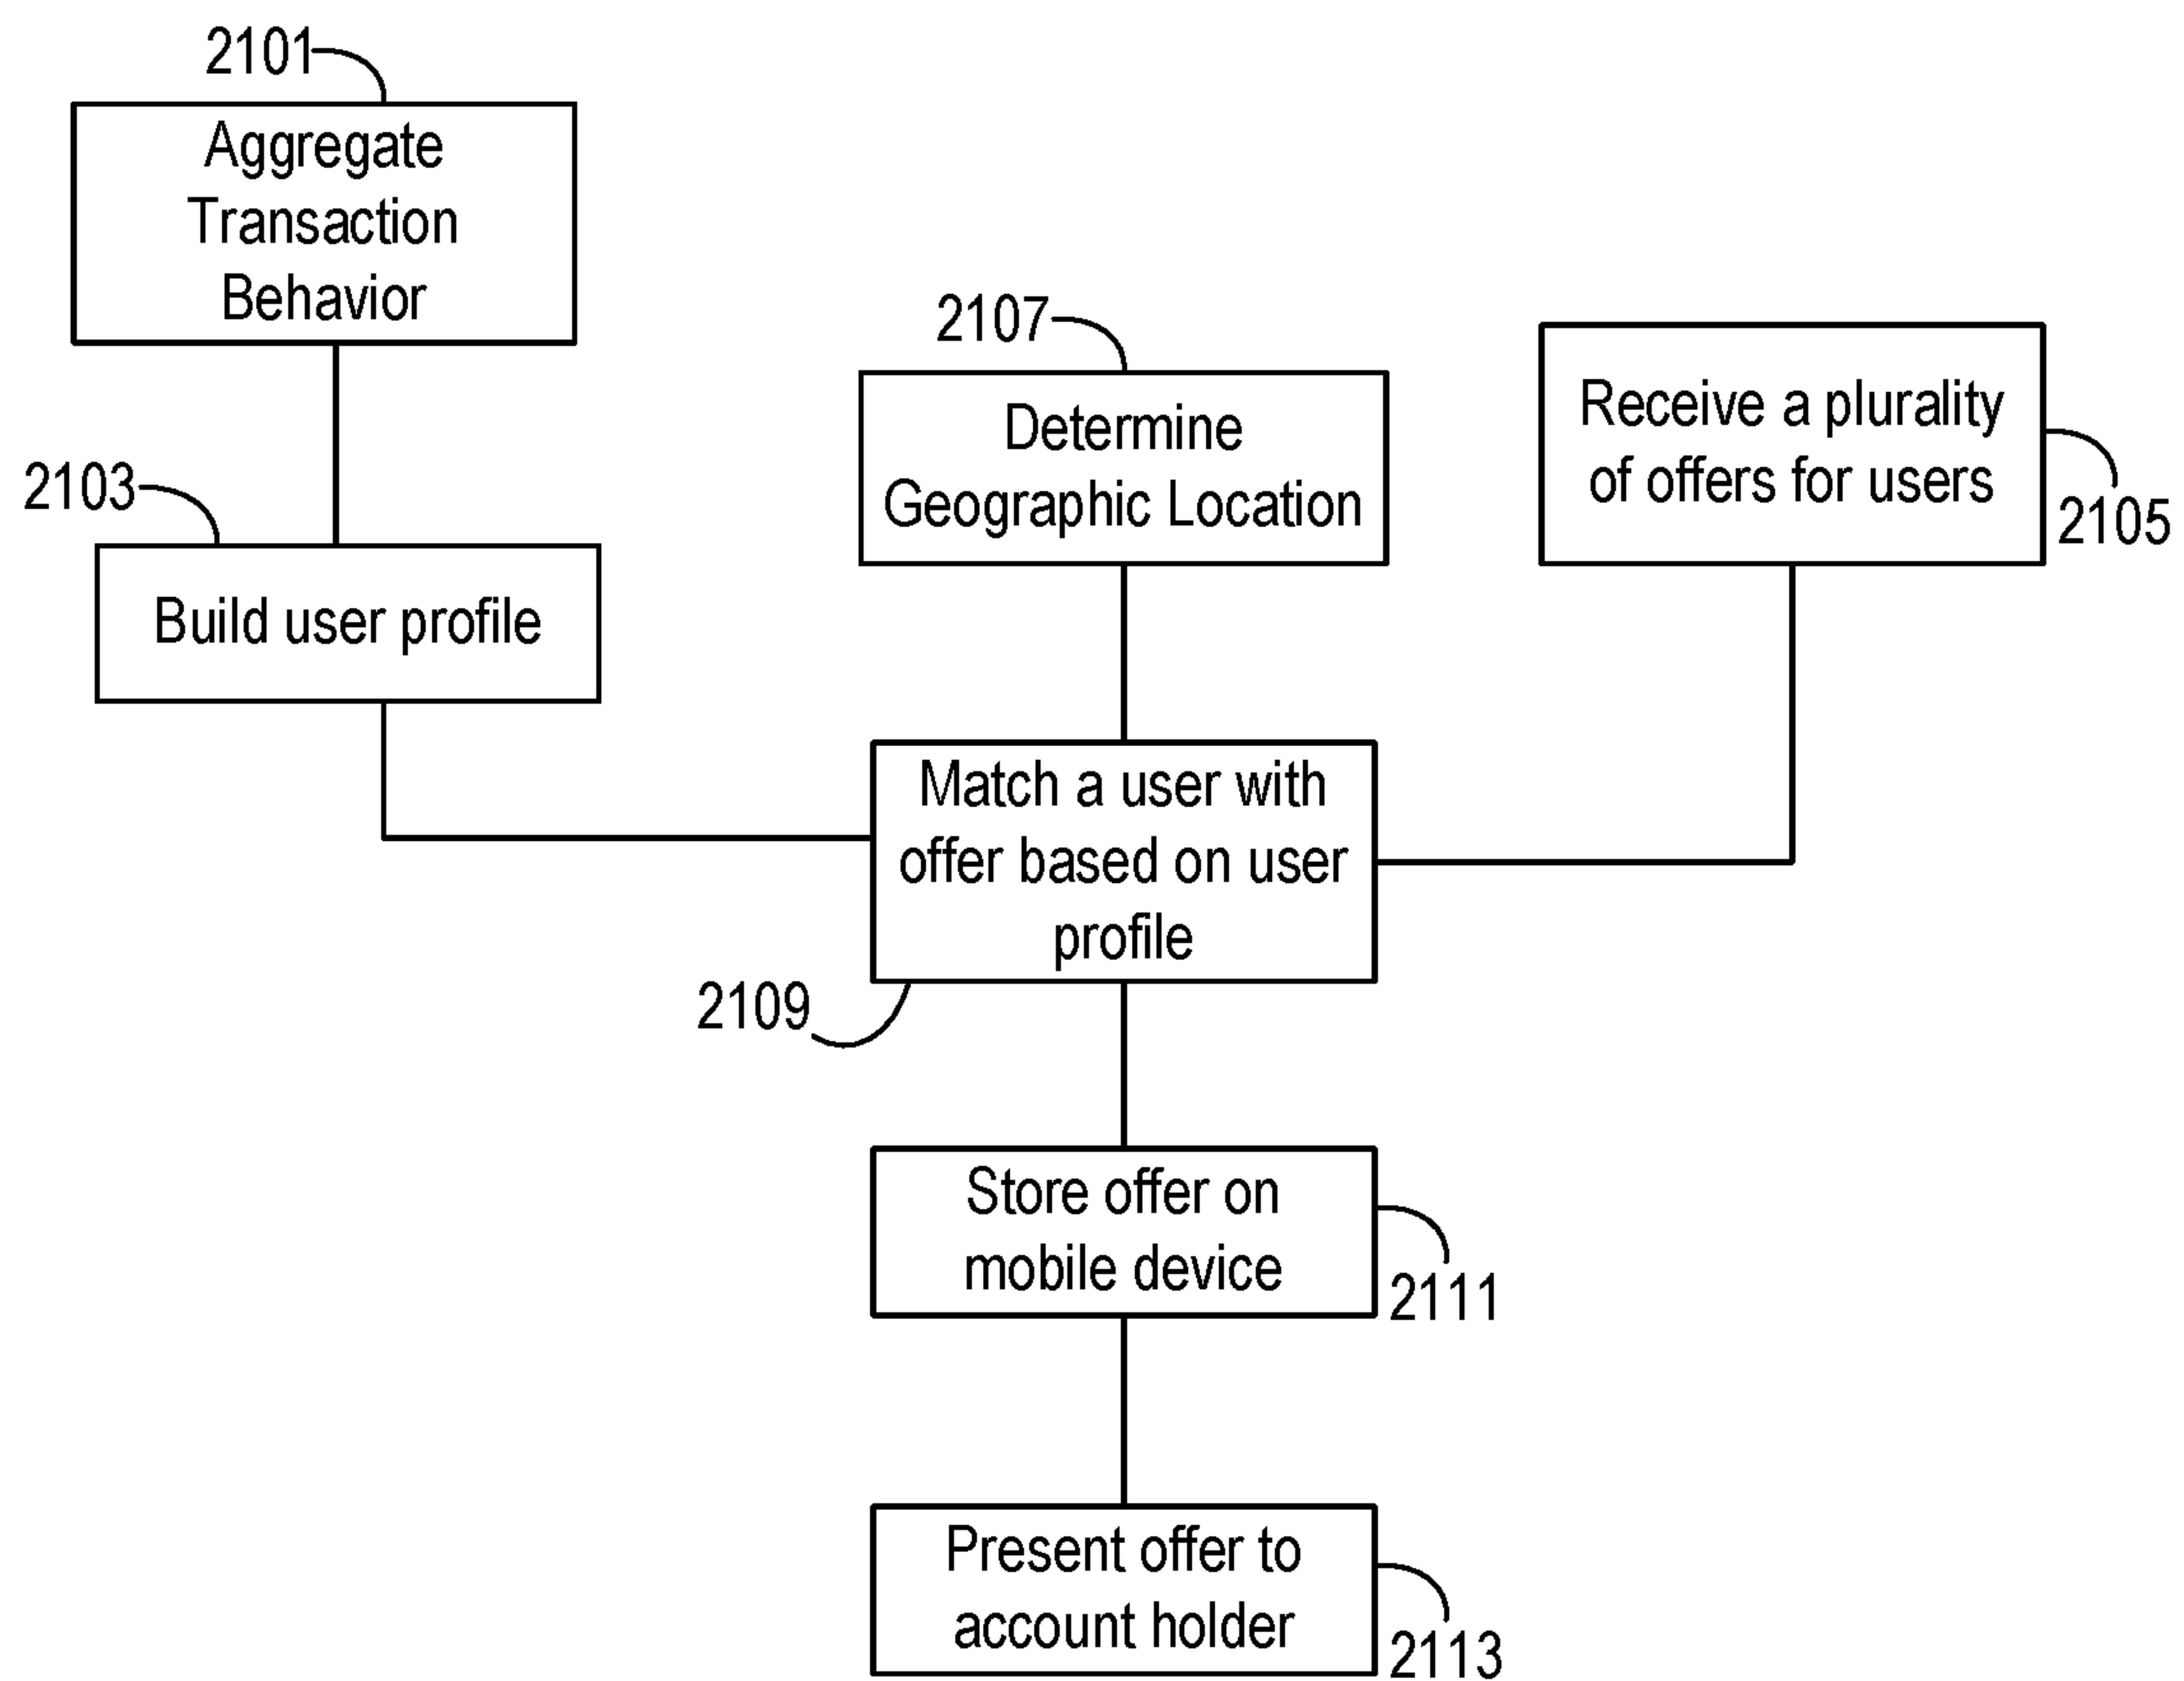 2101
Aggregate
Transaction
Behavior
2107
Determine
Geographic Location
Receive a plurality
of offers for users
2105
2103
Build user profile
Match a user with
offer based on user
profile
2109
Store offer on
mobile device
2111
Present offer to
account holder
2113